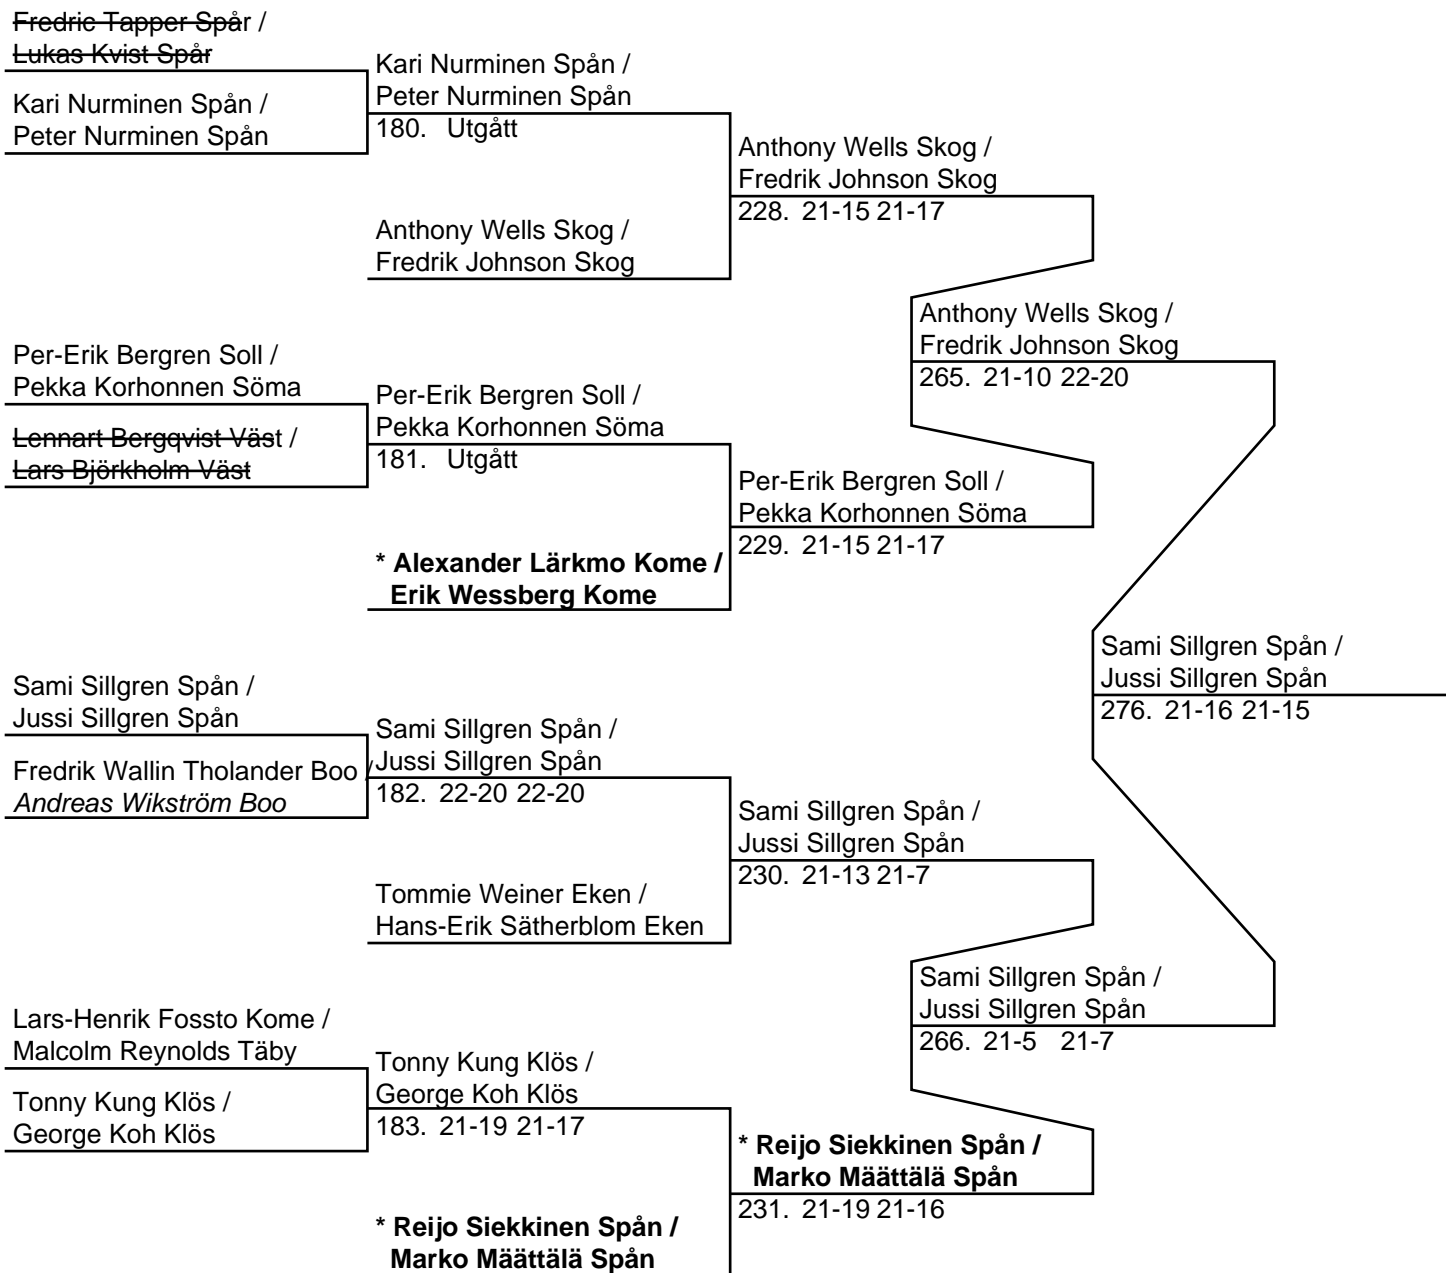 Fredric Tapper Spår /
Lukas Kvist Spår
Kari Nurminen Spån /
Peter Nurminen Spån
Kari Nurminen Spån /
Peter Nurminen Spån
180. Utgått
Anthony Wells Skog /
Fredrik Johnson Skog
Anthony Wells Skog /
Fredrik Johnson Skog
228. 21-15 21-17
Anthony Wells Skog /
Fredrik Johnson Skog
265. 21-10 22-20
Per-Erik Bergren Soll /
Pekka Korhonnen Söma
Lennart Bergqvist Väst /
Lars Björkholm Väst
Per-Erik Bergren Soll /
Pekka Korhonnen Söma
181. Utgått
* Alexander Lärkmo Kome /
Erik Wessberg Kome
Per-Erik Bergren Soll /
Pekka Korhonnen Söma
229. 21-15 21-17
Sami Sillgren Spån /
Jussi Sillgren Spån
276. 21-16 21-15
Sami Sillgren Spån /
Jussi Sillgren Spån
Fredrik Wallin Tholander Boo /
Andreas Wikström Boo
Sami Sillgren Spån /
Jussi Sillgren Spån
182. 22-20 22-20
Tommie Weiner Eken /
Hans-Erik Sätherblom Eken
Sami Sillgren Spån /
Jussi Sillgren Spån
230. 21-13 21-7
Sami Sillgren Spån /
Jussi Sillgren Spån
266. 21-5 21-7
Lars-Henrik Fossto Kome /
Malcolm Reynolds Täby
Tonny Kung Klös /
George Koh Klös
Tonny Kung Klös /
George Koh Klös
183. 21-19 21-17
* Reijo Siekkinen Spån /
Marko Määttälä Spån
* Reijo Siekkinen Spån /
Marko Määttälä Spån
231. 21-19 21-16